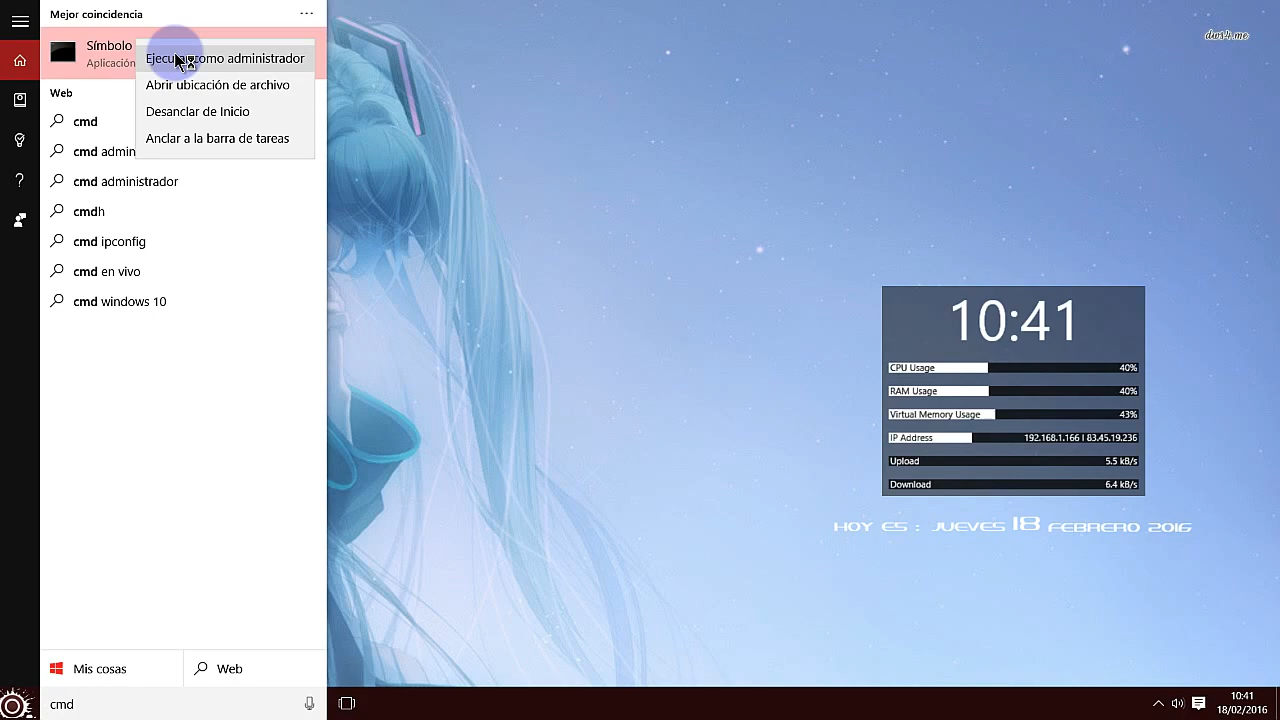 Mejor coincidencia
Símbolo
Aplicación
Ejecutar como administrador
Abrir ubicación de archivo
Desanclar de Inicio
Anclar a la barra de tareas
Web
cmd
cmd admin
cmd administrador
cmdh
cmd ipconfig
cmd en vivo
cmd windows 10
Mis cosas
Web
cmd
dws4.me
10:41
CPU Usage 40%
RAM Usage 40%
Virtual Memory Usage 43%
IP Address 192.168.1.166 | 83.45.19.236
Upload 5.5 kB/s
Download 6.4 kB/s
HOY ES : JUEVES 18 FEBRERO 2016
10:41
18/02/2016